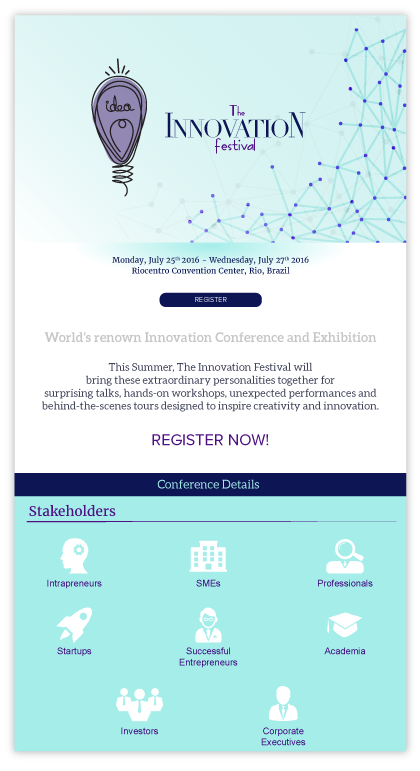 idea
The
INNOVATION
festival
Monday, July 25th 2016 - Wednesday, July 27th 2016
Riocentro Convention Center, Rio, Brazil
REGISTER
World's renown Innovation Conference and Exhibition
This Summer, The Innovation Festival will
bring these extraordinary personalities together for
surprising talks, hands-on workshops, unexpected performances and
behind-the-scenes tours designed to inspire creativity and innovation.
REGISTER NOW!
Conference Details
Stakeholders
Intrapreneurs
SMEs
Professionals
Startups
Successful
Entrepreneurs
Academia
Investors
Corporate
Executives